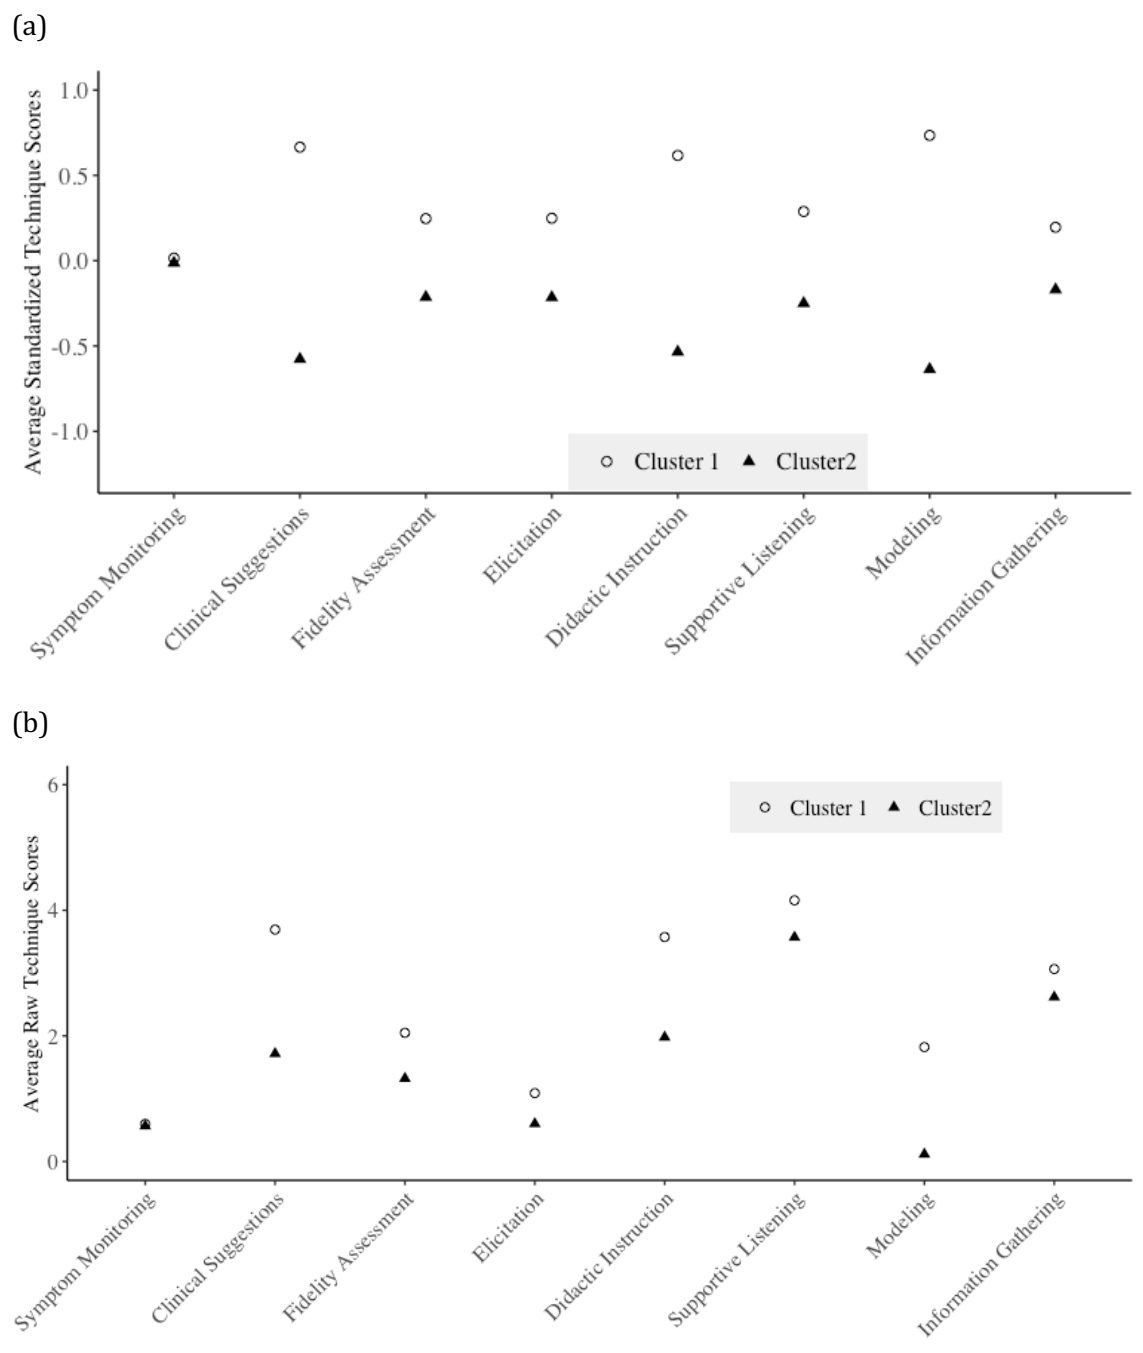 (a)
Average Standardized Technique Scores
1.0
0.5
0.0
-0.5
-1.0
Cluster 1 Cluster2
Symptom Monitoring
Clinical Suggestions
Fidelity Assessment
Elicitation
Didactic Instruction
Supportive Listening
Modeling
Information Gathering
(b)
Average Raw Technique Scores
6
4
2
0
Cluster 1 Cluster2
Symptom Monitoring
Clinical Suggestions
Fidelity Assessment
Elicitation
Didactic Instruction
Supportive Listening
Modeling
Information Gathering